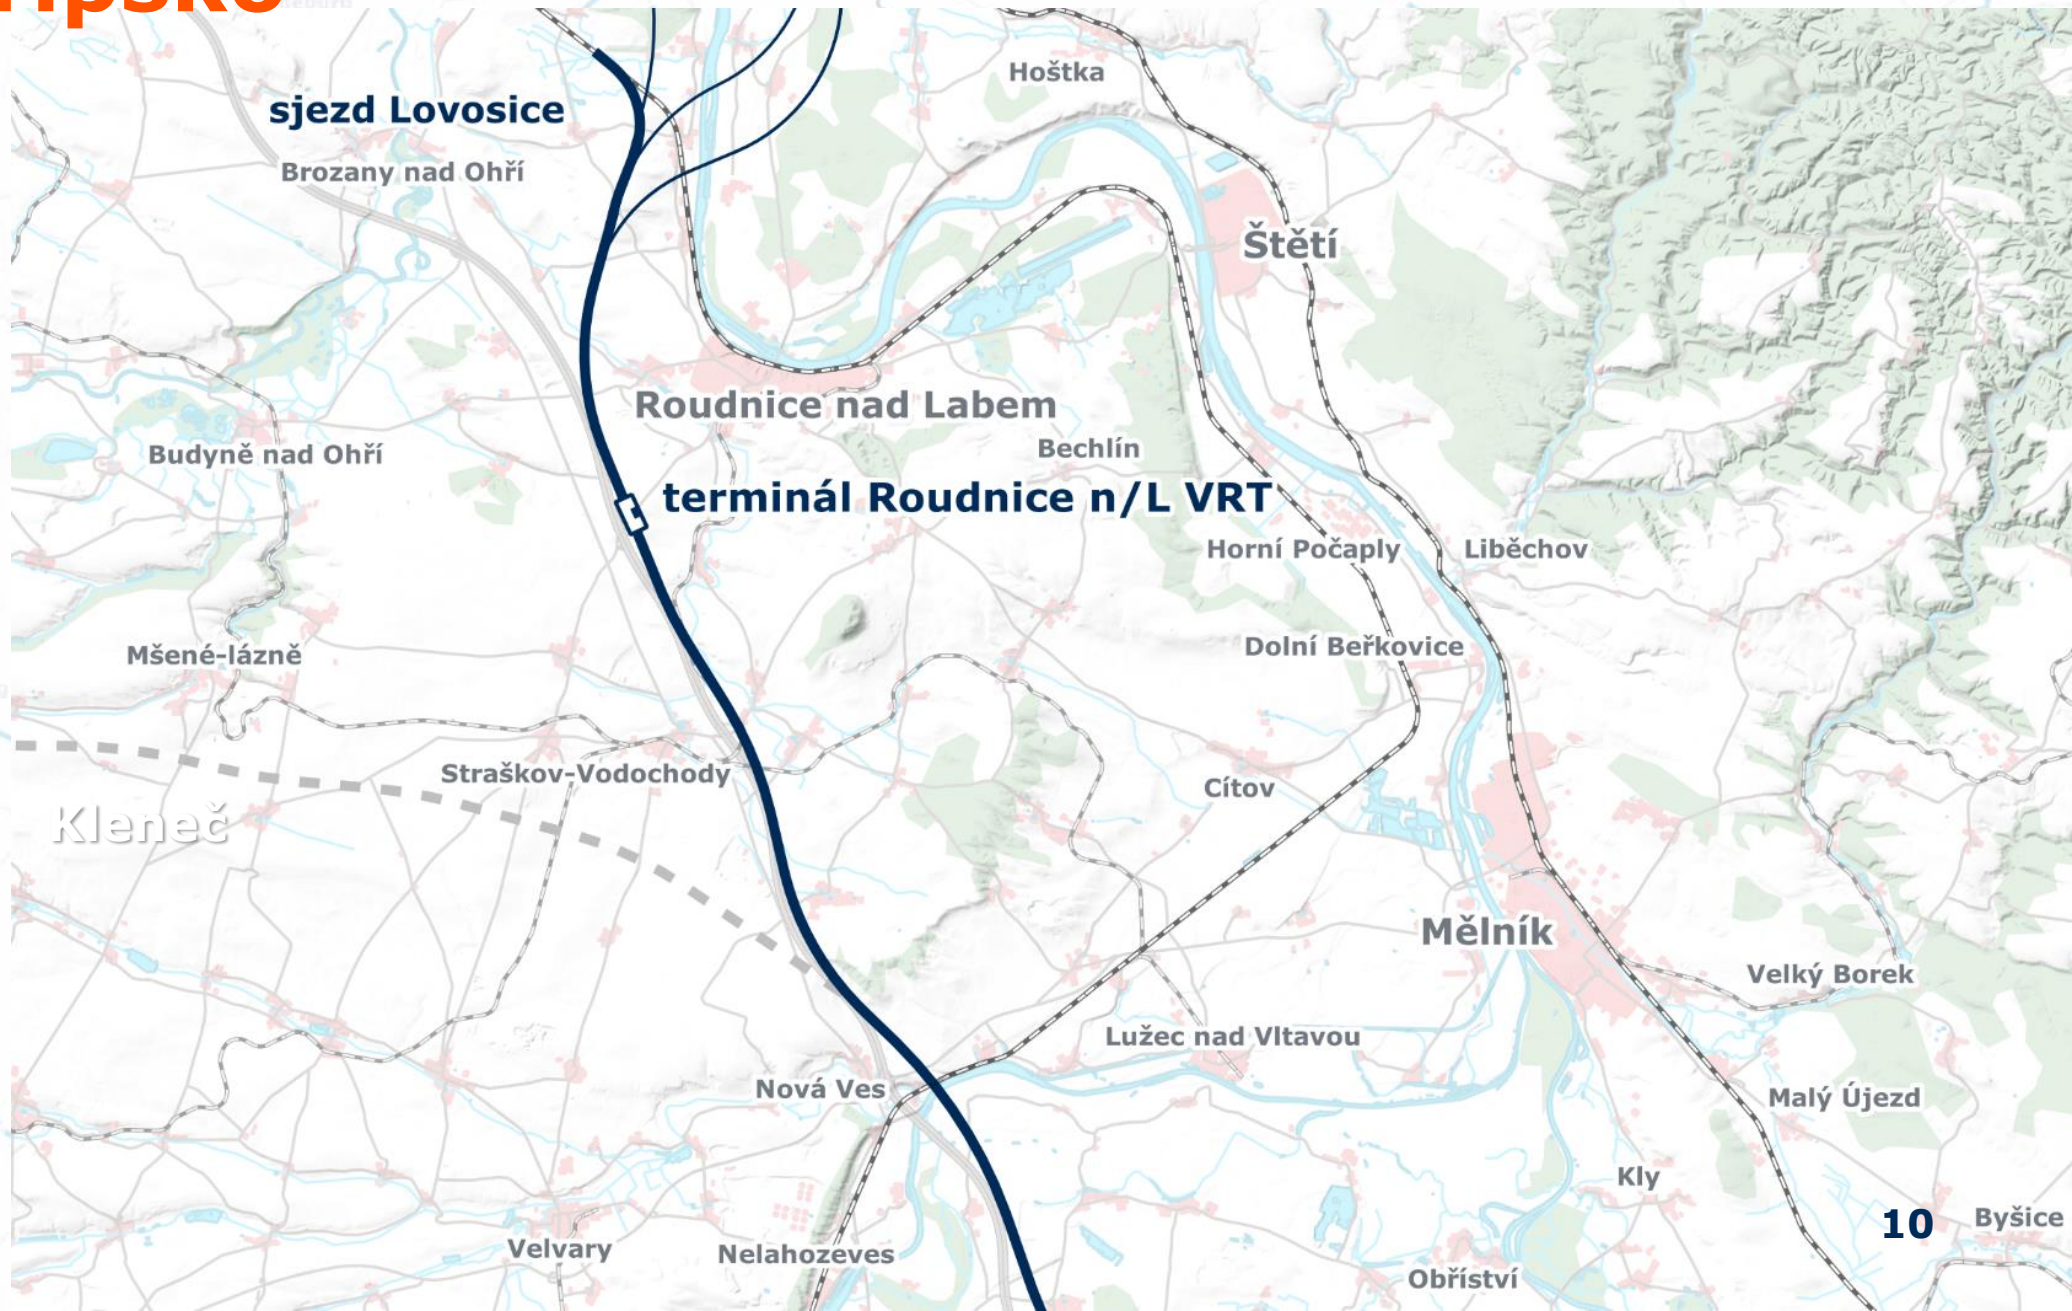 sjezd Lovosice
Hoštka
Brozany nad Ohří
Štětí
Roudnice nad Labem
Bechlín
Budyně nad Ohří
terminál Roudnice n/L VRT
Horní Počaply
Liběchov
Dolní Beřkovice
Mšené-lázně
Straškov-Vodochody
Cítov
Kleneč
Mělník
Velký Borek
Lužec nad Vltavou
Nová Ves
Malý Újezd
Kly
10
Byšice
Velvary
Nelahozeves
Obříství